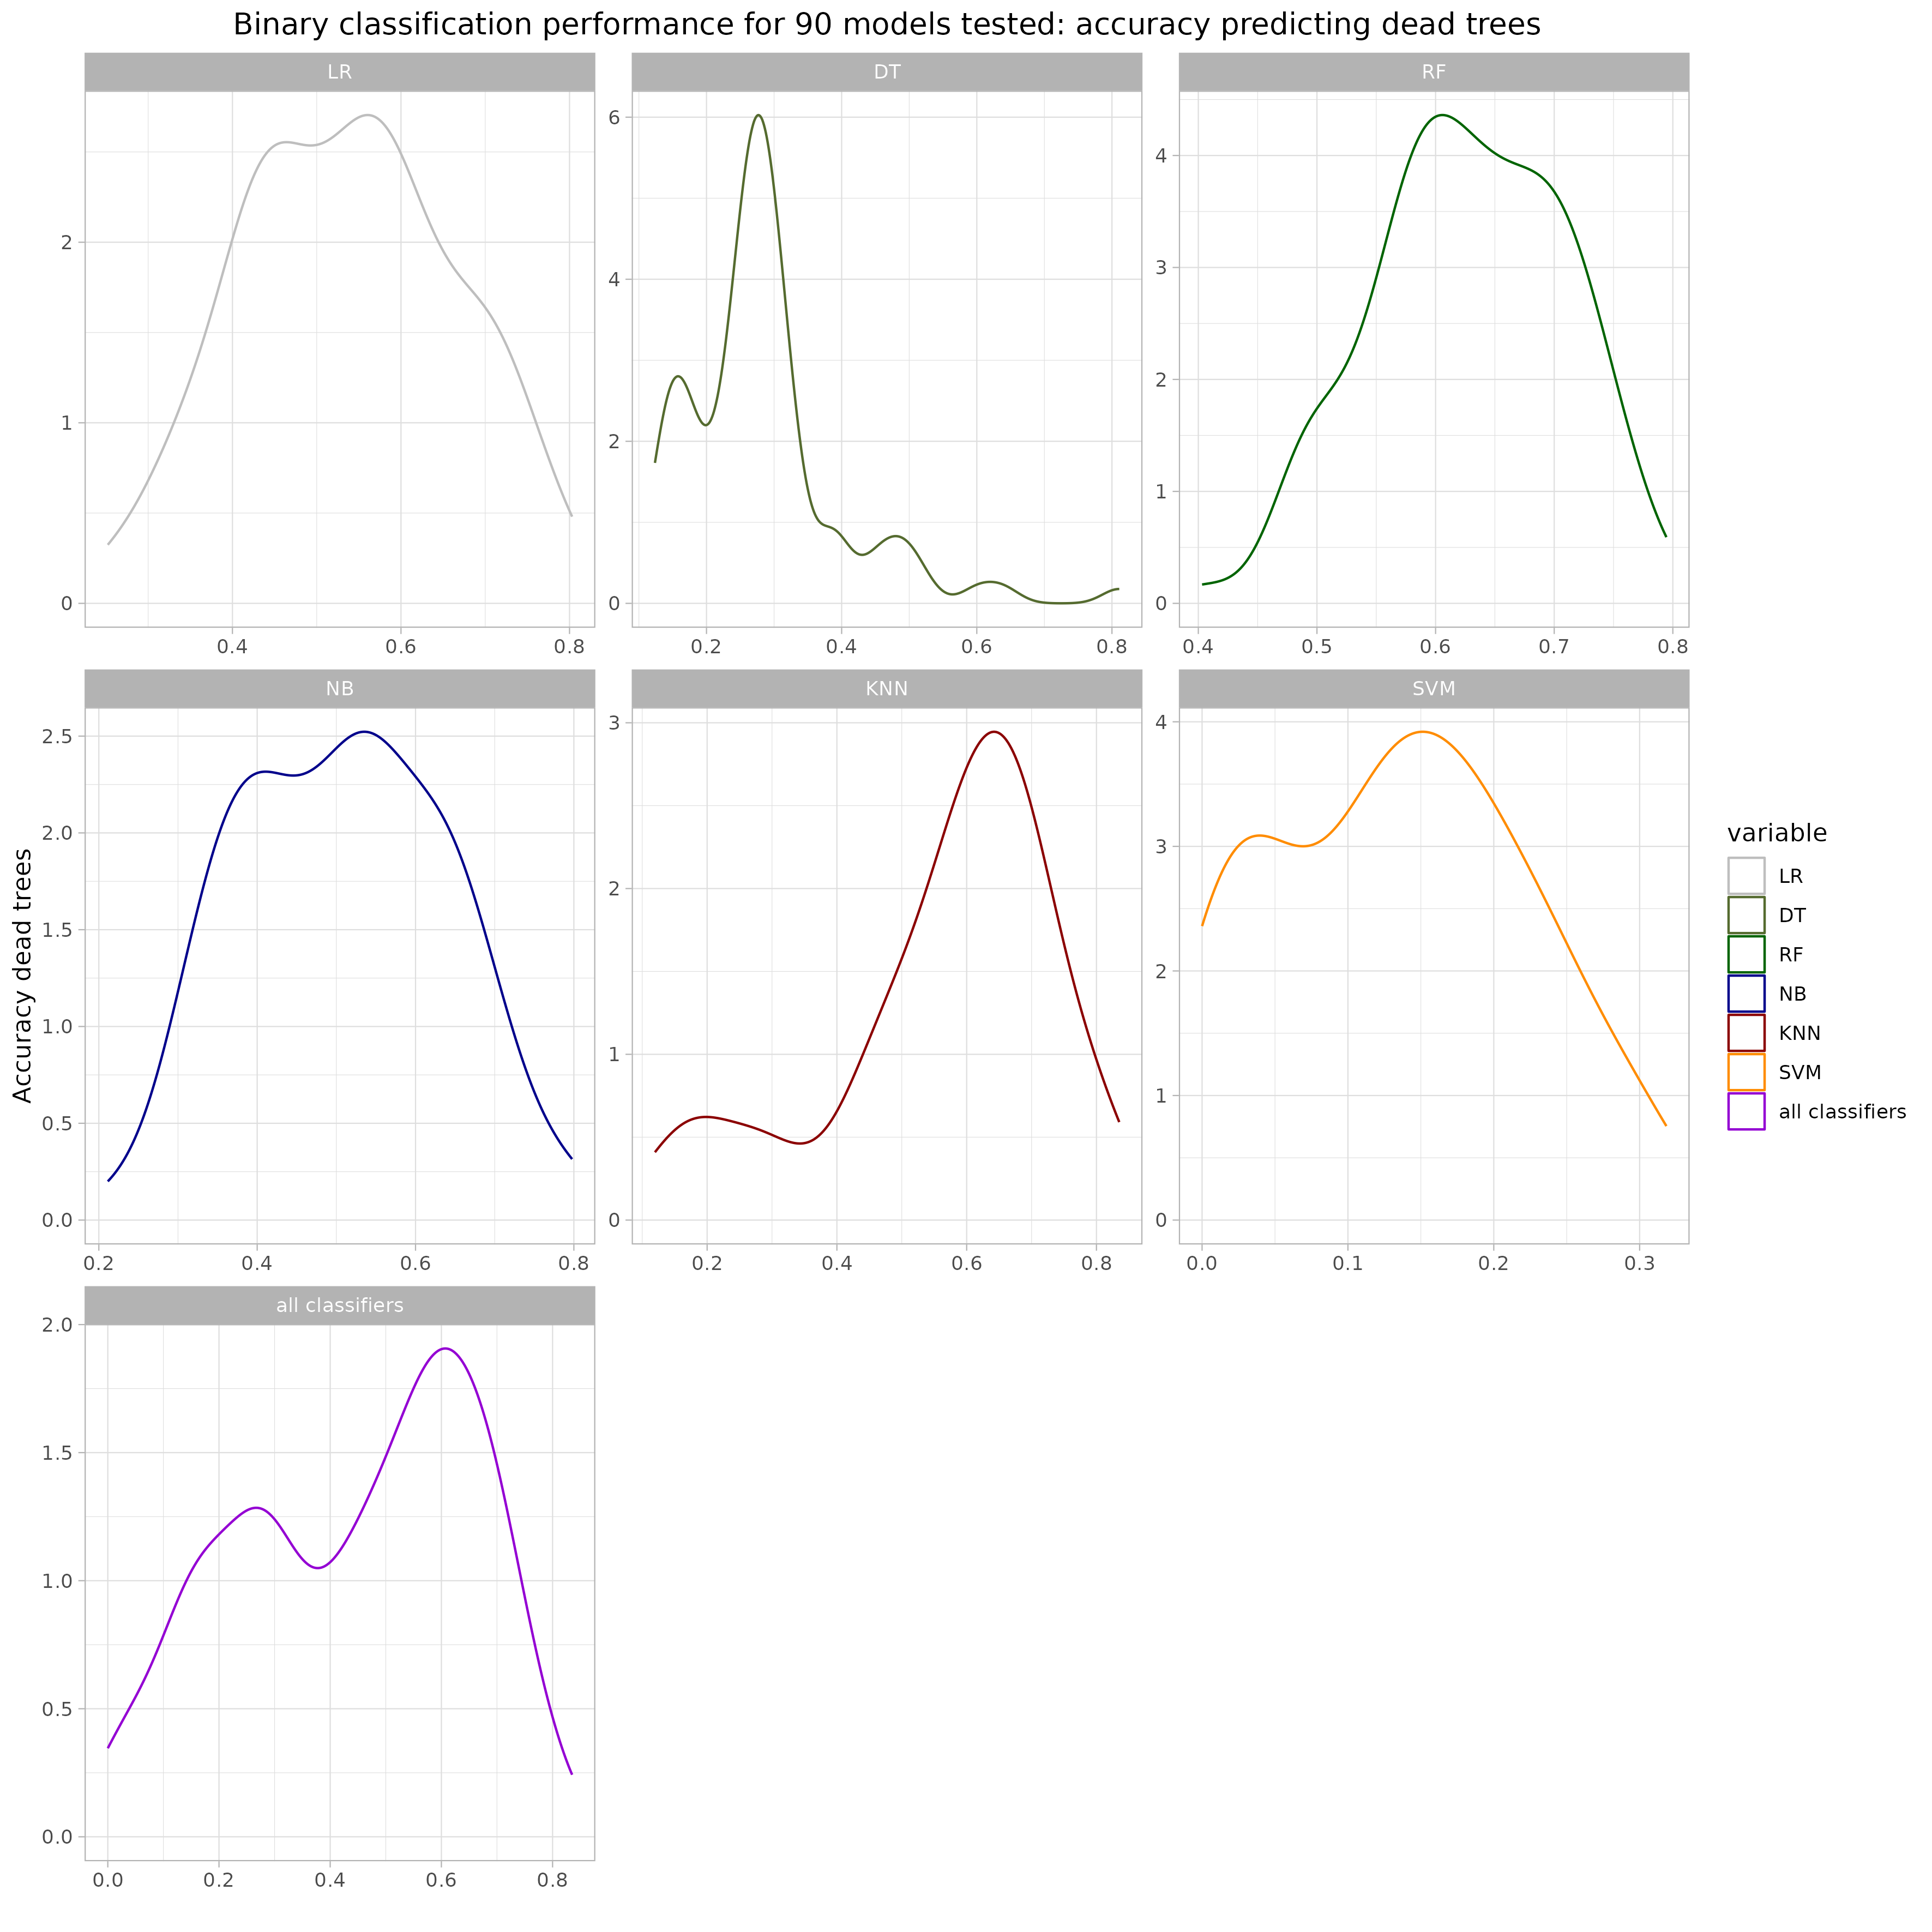 Binary classification performance for 90 models tested: accuracy predicting dead trees
LR
DT
RF
0
1
2
0.4 0.6 0.8
0
2
4
6
0.2 0.4 0.6 0.8
0
1
2
3
4
0.4 0.5 0.6 0.7 0.8
NB
KNN
SVM
0.0
0.5
1.0
1.5
2.0
2.5
0.2 0.4 0.6 0.8
0
1
2
3
0.2 0.4 0.6 0.8
0
1
2
3
4
0.0 0.1 0.2 0.3
all classifiers
0.0
0.5
1.0
1.5
2.0
0.0 0.2 0.4 0.6 0.8
Accuracy dead trees
variable
LR
DT
RF
NB
KNN
SVM
all classifiers